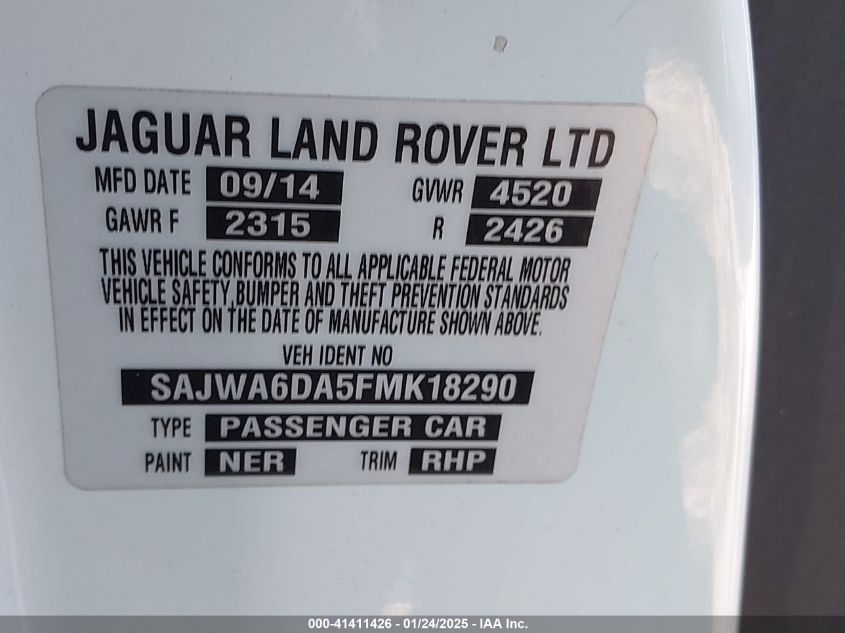 JAGUAR LAND ROVER LTD
MFD DATE 09/14 GVWR 4520
GAWR F 2315 R 2426
THIS VEHICLE CONFORMS TO ALL APPLICABLE FEDERAL MOTOR
VEHICLE SAFETY, BUMPER AND THEFT PREVENTION STANDARDS
IN EFFECT ON THE DATE OF MANUFACTURE SHOWN ABOVE.
VEH IDENT NO
SAJWA6DA5FMK18290
TYPE PASSENGER CAR
PAINT NER TRIM RHP
000-41411426 - 01/24/2025 - IAA Inc.